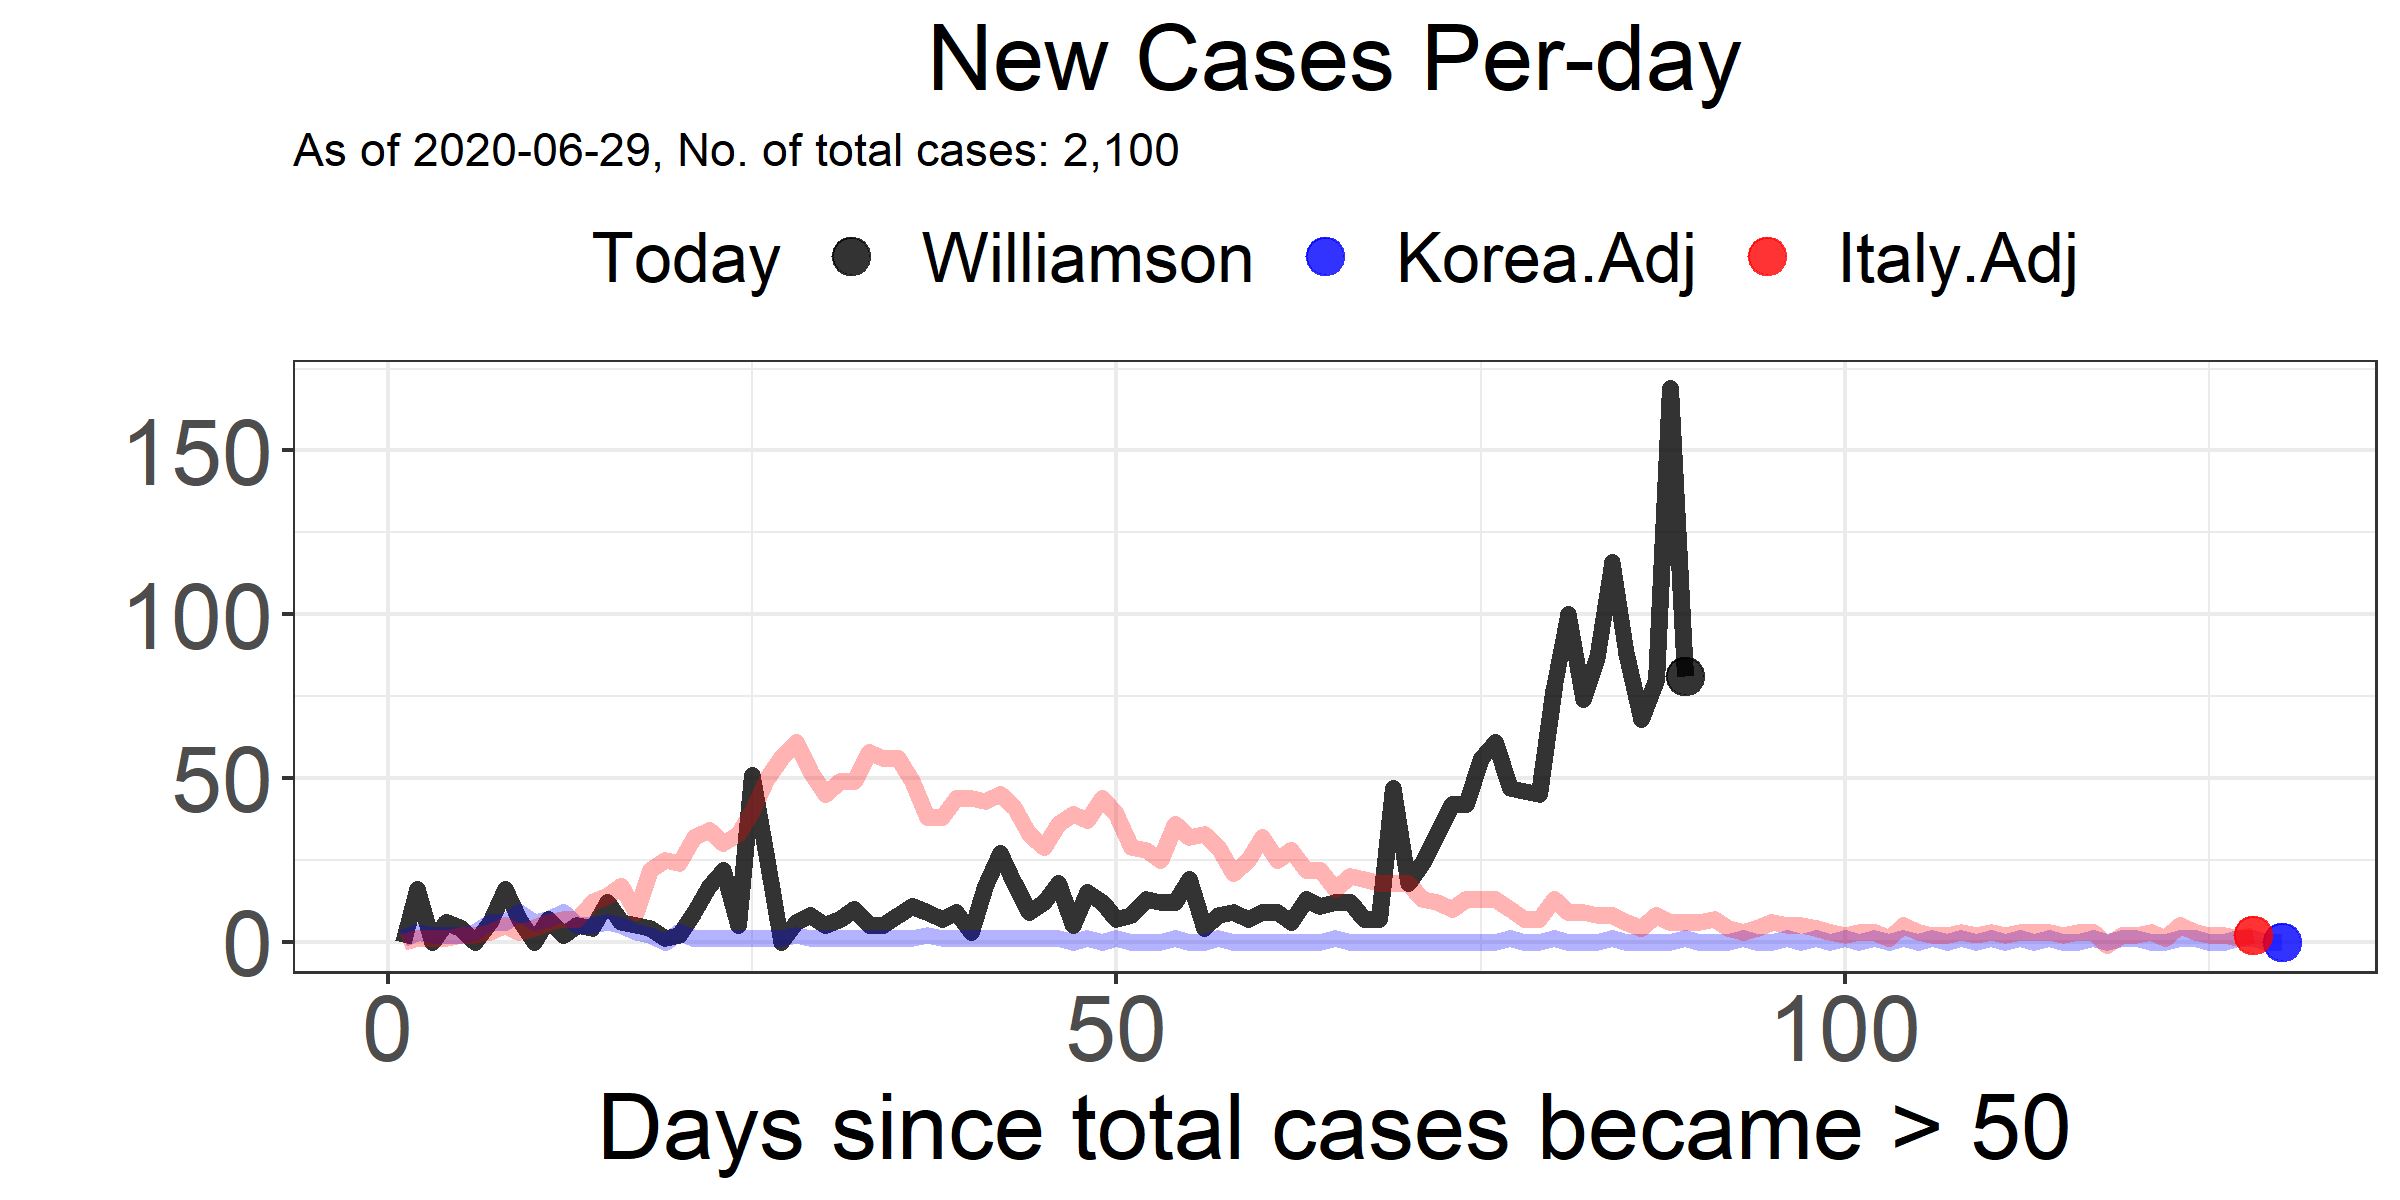 New Cases Per-day
As of 2020-06-29, No. of total cases: 2,100
Today Williamson Korea.Adj Italy.Adj
150
100
50
0
0 50 100
Days since total cases became > 50